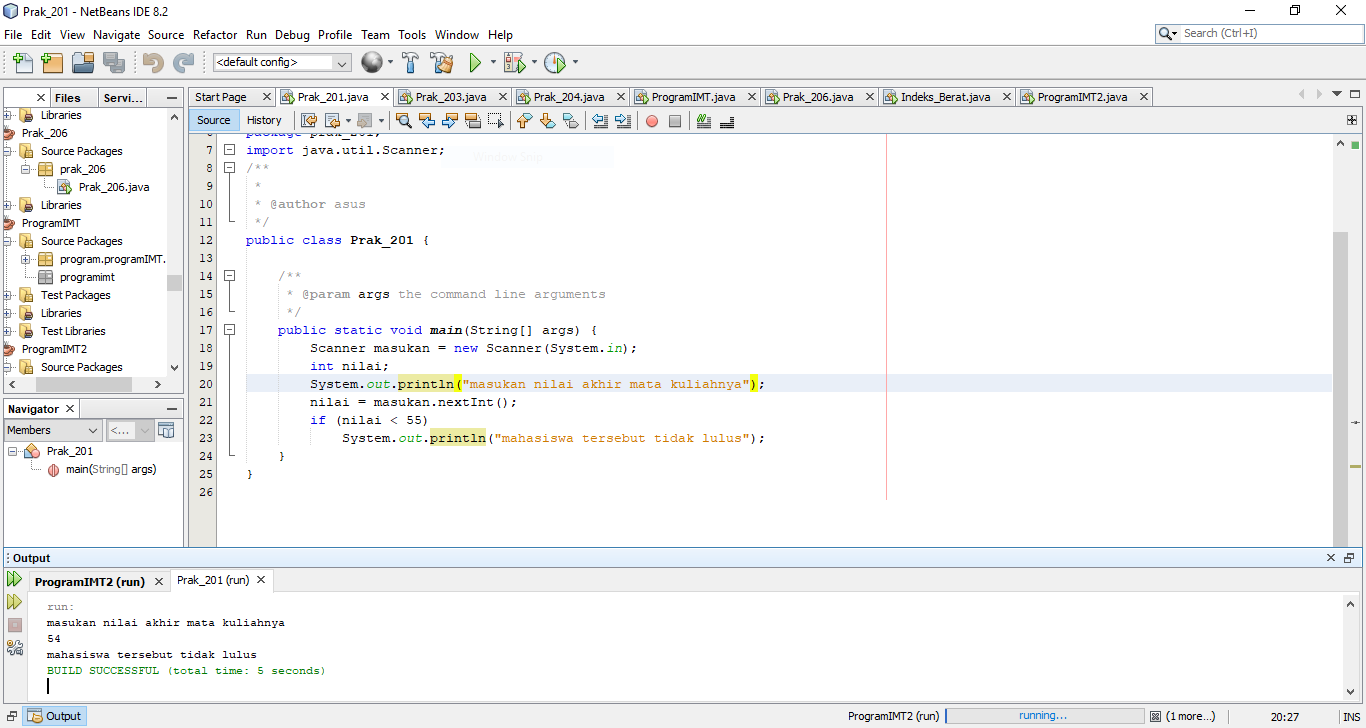 Prak_201 - NetBeans IDE 8.2
File Edit View Navigate Source Refactor Run Debug Profile Team Tools Window Help
Search (Ctrl+I)
<default config>
Files Servi...
Start Page Prak_201.java Prak_203.java Prak_204.java ProgramIMT.java Prak_206.java Indeks_Berat.java ProgramIMT2.java
Source History
Libraries
Prak_206
Source Packages
prak_206
Prak_206.java
Libraries
ProgramIMT
Source Packages
program.programIMT.
programimt
Test Packages
Libraries
Test Libraries
ProgramIMT2
Source Packages
Navigator
Members <...
Prak_201
main(String[] args)
package prak_201;
7 import java.util.Scanner;
8 /**
9 *
10 * @author asus
11 */
12 public class Prak_201 {
13
14 /**
15 * @param args the command line arguments
16 */
17 public static void main(String[] args) {
18 Scanner masukan = new Scanner(System.in);
19 int nilai;
20 System.out.println("masukan nilai akhir mata kuliahnya");
21 nilai = masukan.nextInt();
22 if (nilai < 55)
23 System.out.println("mahasiswa tersebut tidak lulus");
24 }
25 }
26
Window Snip
Output
ProgramIMT2 (run) Prak_201 (run)
run:
masukan nilai akhir mata kuliahnya
54
mahasiswa tersebut tidak lulus
BUILD SUCCESSFUL (total time: 5 seconds)
Output
ProgramIMT2 (run) running... (1 more...) 20:27 INS